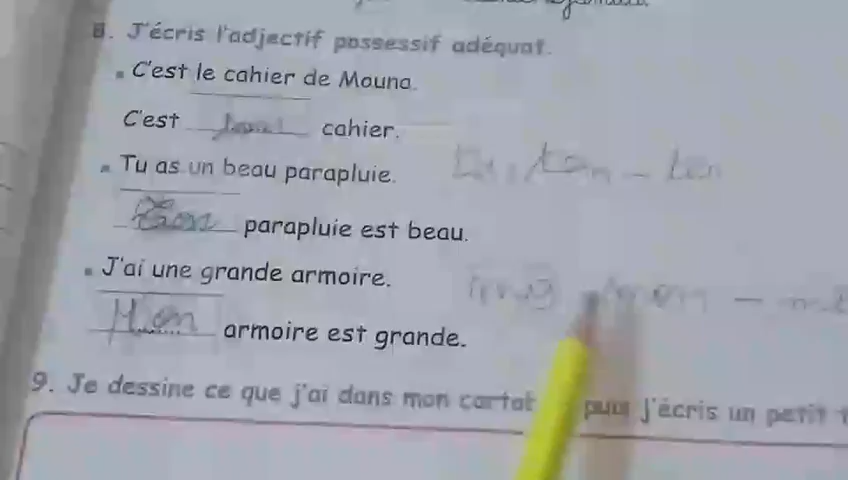 8. J'écris l'adjectif possessif adéquat.
C'est le cahier de Mouna.
C'est cahier.
Tu as un beau parapluie.
Ton parapluie est beau.
J'ai une grande armoire.
Mon armoire est grande.
9. Je dessine ce que j'ai dans mon puis j'écris un petit